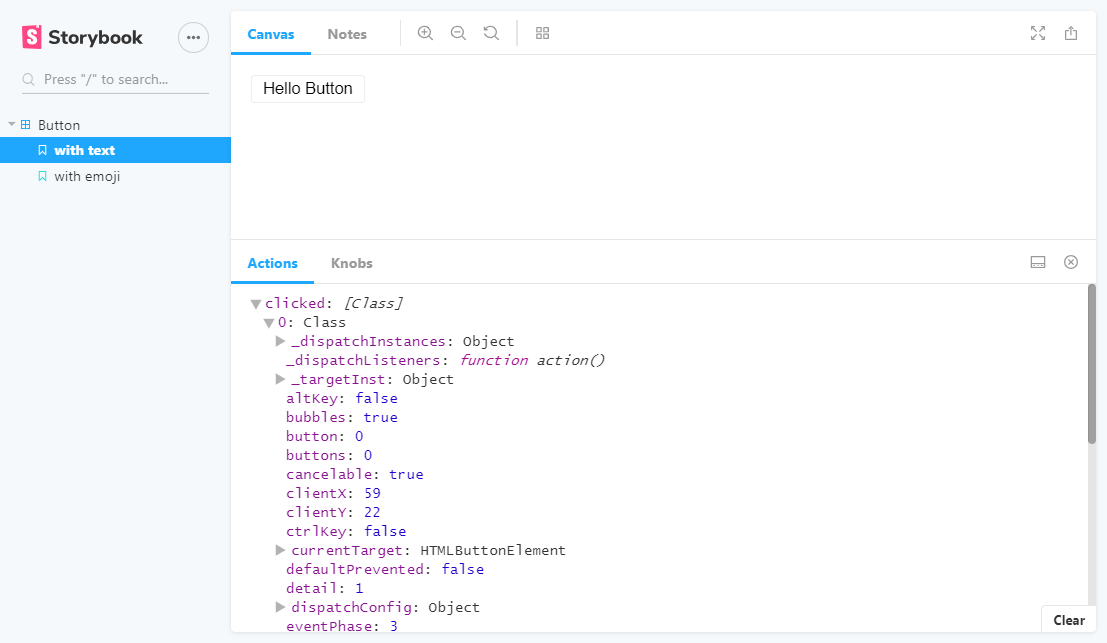 Storybook
Press "/" to search...
Button
with text
with emoji
Canvas Notes
Hello Button
Actions Knobs
clicked: [Class]
0: Class
_dispatchInstances: Object
_dispatchListeners: function action()
_targetInst: Object
altKey: false
bubbles: true
button: 0
buttons: 0
cancelable: true
clientX: 59
clientY: 22
ctrlKey: false
currentTarget: HTMLButtonElement
defaultPrevented: false
detail: 1
dispatchConfig: Object
eventPhase: 3
Clear